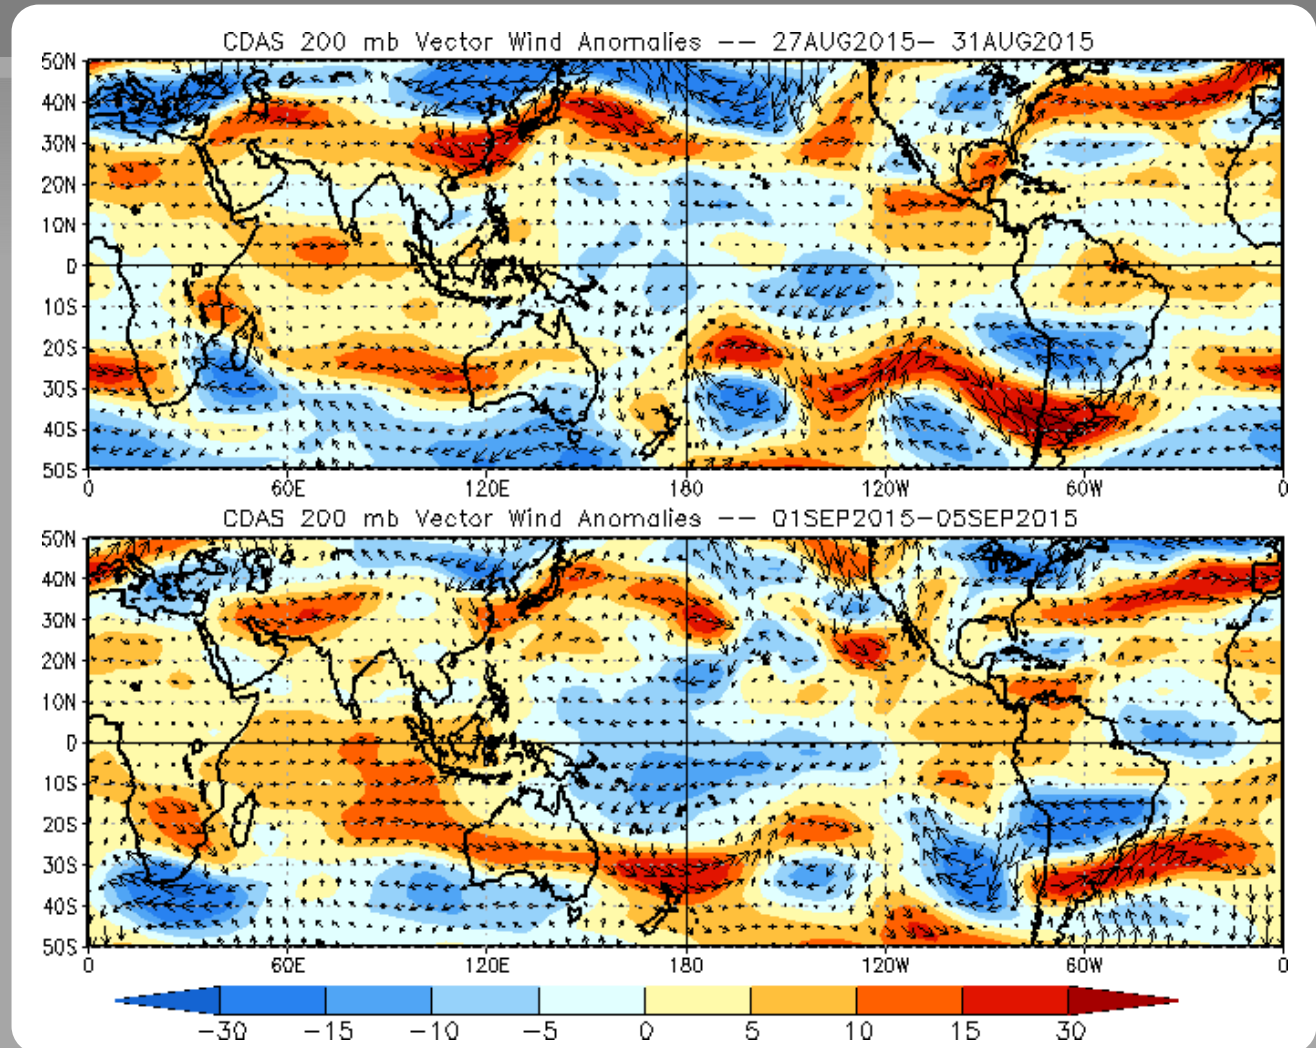 CDAS 200 mb Vector Wind Anomalies -- 27AUG2015- 31AUG2015
50N
40N
30N
20N
10N
0
10S
20S
30S
40S
50S
0 60E 120E 180 120W 60W 0
CDAS 200 mb Vector Wind Anomalies -- 01SEP2015-05SEP2015
50N
40N
30N
20N
10N
0
10S
20S
30S
40S
50S
0 60E 120E 180 120W 60W 0
-30 -15 -10 -5 0 5 10 15 30